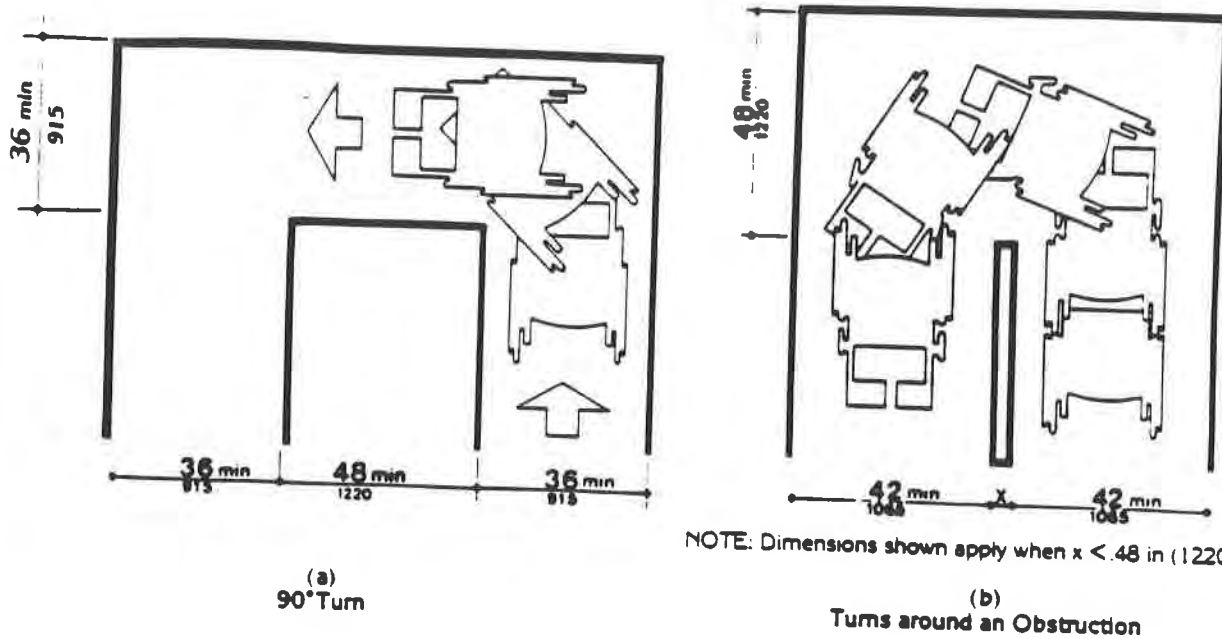 36 min
915
36 min
915
48 min
1220
36 min
915
(a)
90° Turn
48 min
1220
42 min
1065
x
42 min
1065
NOTE: Dimensions shown apply when x < 48 in (1220
(b)
Turns around an Obstruction